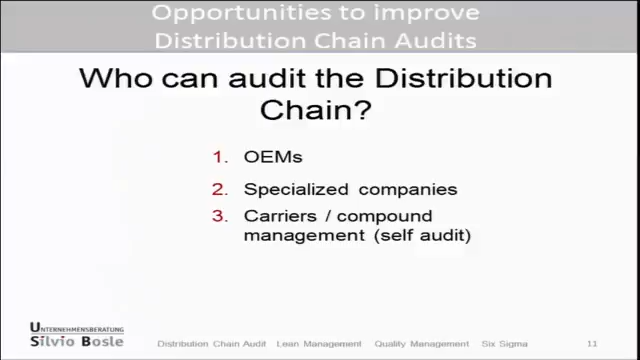 Opportunities to improve
Distribution Chain Audits
Who can audit the Distribution
Chain?
1. OEMs
2. Specialized companies
3. Carriers / compound
management (self audit)
UNTERNEHMENSBERATUNG
Silvio Bosle
Distribution Chain Audit Lean Management Quality Management Six Sigma 11